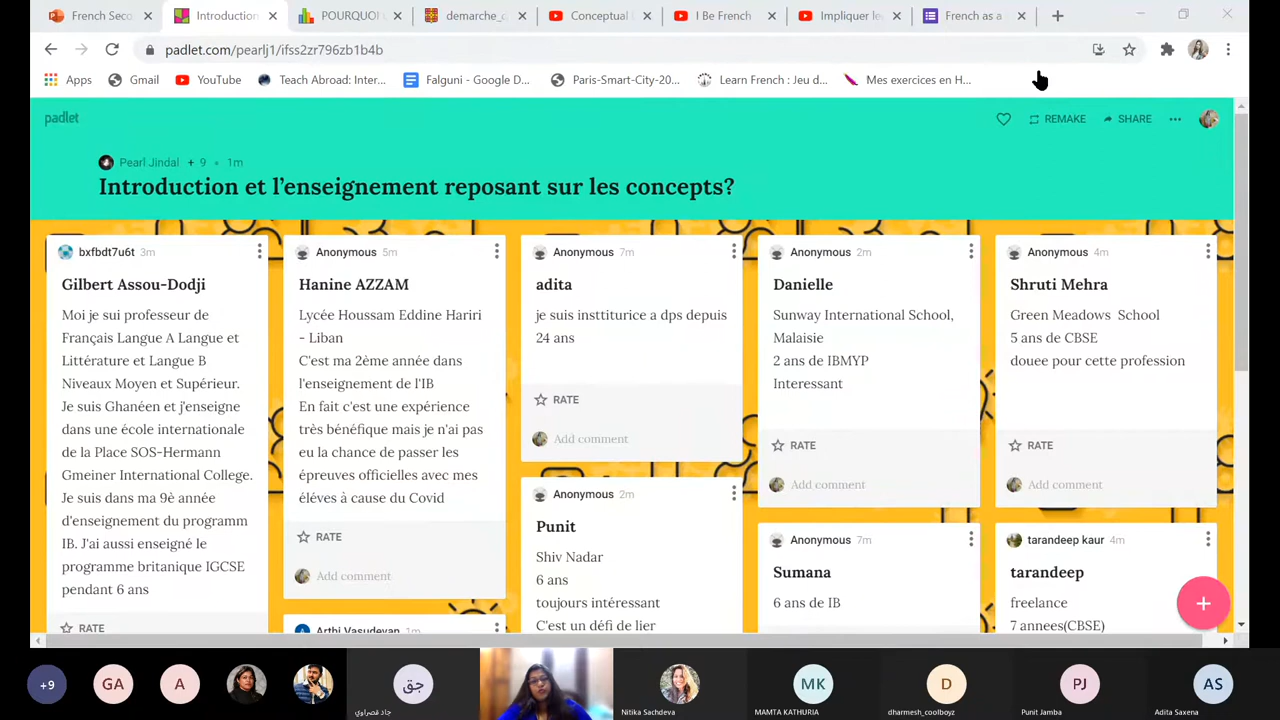 French Seco
Introduction
POURQUOI
demarche_c
Conceptual
I Be French
Impliquer le
French as a
padlet.com/pearlj1/ifss2zr796zb1b4b
Apps
Gmail
YouTube
Teach Abroad: Inter...
Falguni - Google D...
Paris-Smart-City-20...
Learn French : Jeu d...
Mes exercices en H...
padlet
REMAKE
SHARE
Pearl Jindal + 9 • 1m
Introduction et l'enseignement reposant sur les concepts?
bxfbdt7u6t 3m
Gilbert Assou-Dodji
Moi je sui professeur de
Français Langue A Langue et
Littérature et Langue B
Niveaux Moyen et Supérieur.
Je suis Ghanéen et j'enseigne
dans une école internationale
de la Place SOS-Hermann
Gmeiner International College.
Je suis dans ma 9è année
d'enseignement du programm
IB. J'ai aussi enseigné le
programme britanique IGCSE
pendant 6 ans
RATE
Anonymous 5m
Hanine AZZAM
Lycée Houssam Eddine Hariri
- Liban
C'est ma 2ème année dans
l'enseignement de l'IB
En fait c'est une expérience
très bénéfique mais je n'ai pas
eu la chance de passer les
épreuves officielles avec mes
éléves à cause du Covid
RATE
Add comment
Arthi Vasudevan 1m
Anonymous 7m
adita
je suis insttiturice a dps depuis
24 ans
RATE
Add comment
Anonymous 2m
Punit
Shiv Nadar
6 ans
toujours intéressant
C'est un défi de lier
Anonymous 2m
Danielle
Sunway International School,
Malaisie
2 ans de IBMYP
Interessant
RATE
Add comment
Anonymous 7m
Sumana
6 ans de IB
Anonymous 4m
Shruti Mehra
Green Meadows School
5 ans de CBSE
douee pour cette profession
RATE
Add comment
tarandeep kaur 4m
tarandeep
freelance
7 annees(CBSE)
+9
GA
A
جق
جاد قصراوي
Nitika Sachdeva
MK
MAMTA KATHURIA
D
dharmesh_coolboyz
PJ
Punit Jamba
AS
Adita Saxena